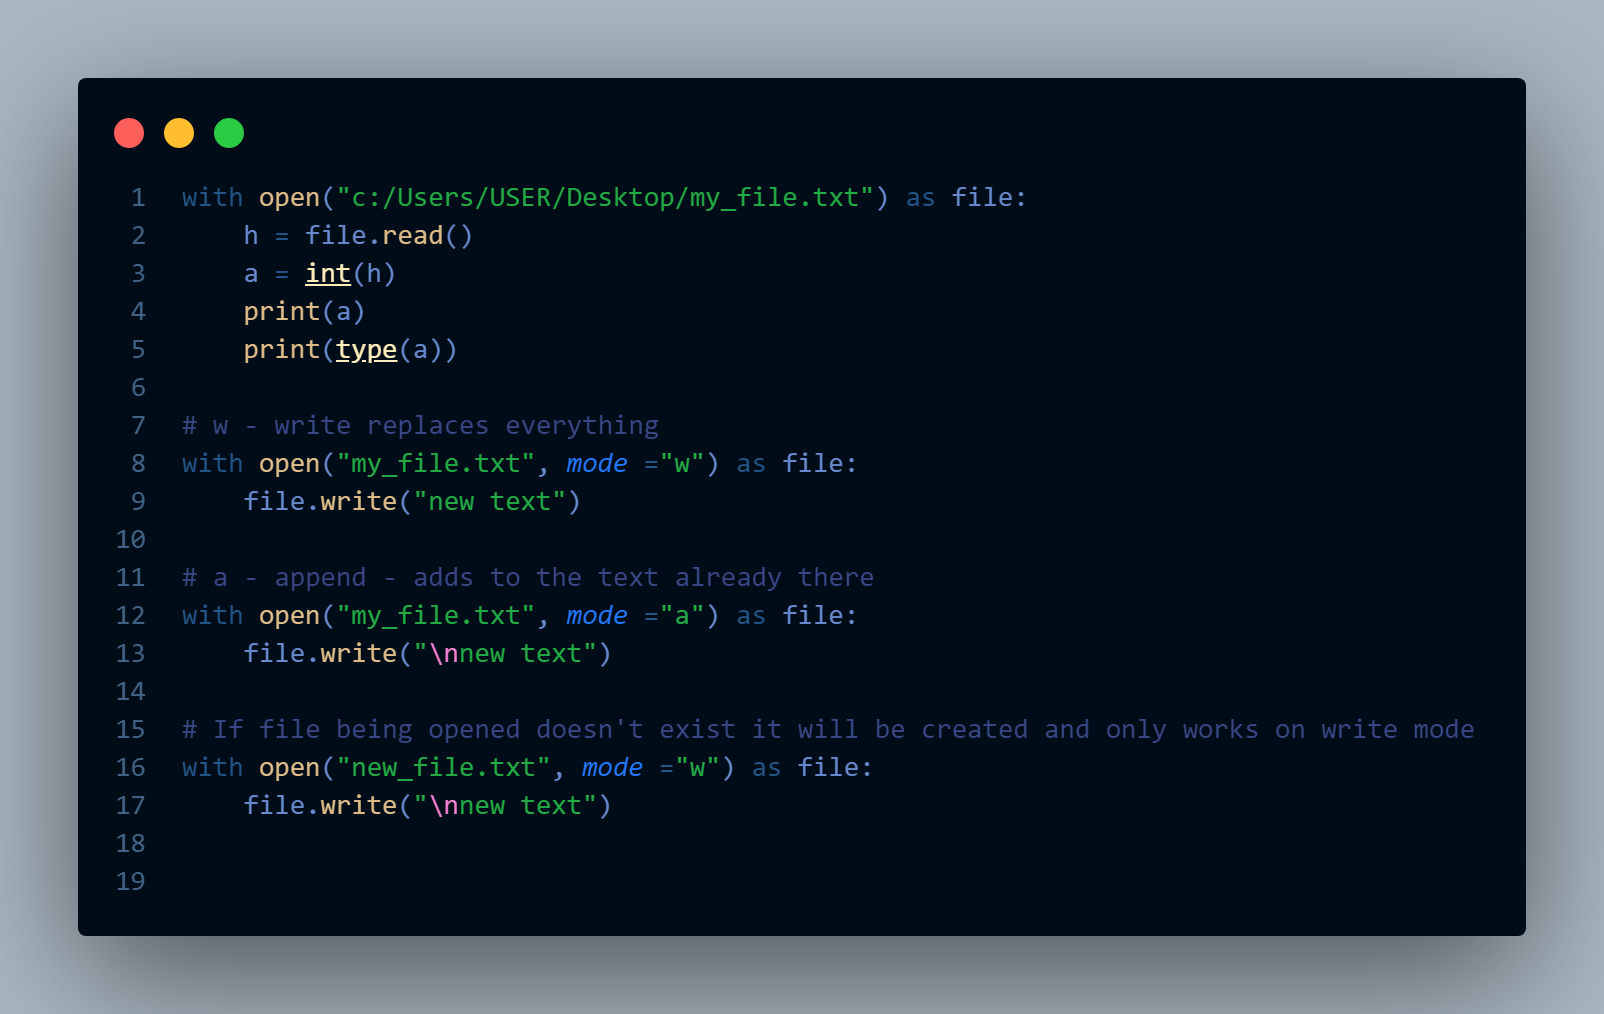 1 with open("c:/Users/USER/Desktop/my_file.txt") as file:
2     h = file.read()
3     a = int(h)
4     print(a)
5     print(type(a))
6
7 # w - write replaces everything
8 with open("my_file.txt", mode ="w") as file:
9     file.write("new text")
10
11 # a - append - adds to the text already there
12 with open("my_file.txt", mode ="a") as file:
13     file.write("\nnew text")
14
15 # If file being opened doesn't exist it will be created and only works on write mode
16 with open("new_file.txt", mode ="w") as file:
17     file.write("\nnew text")
18
19